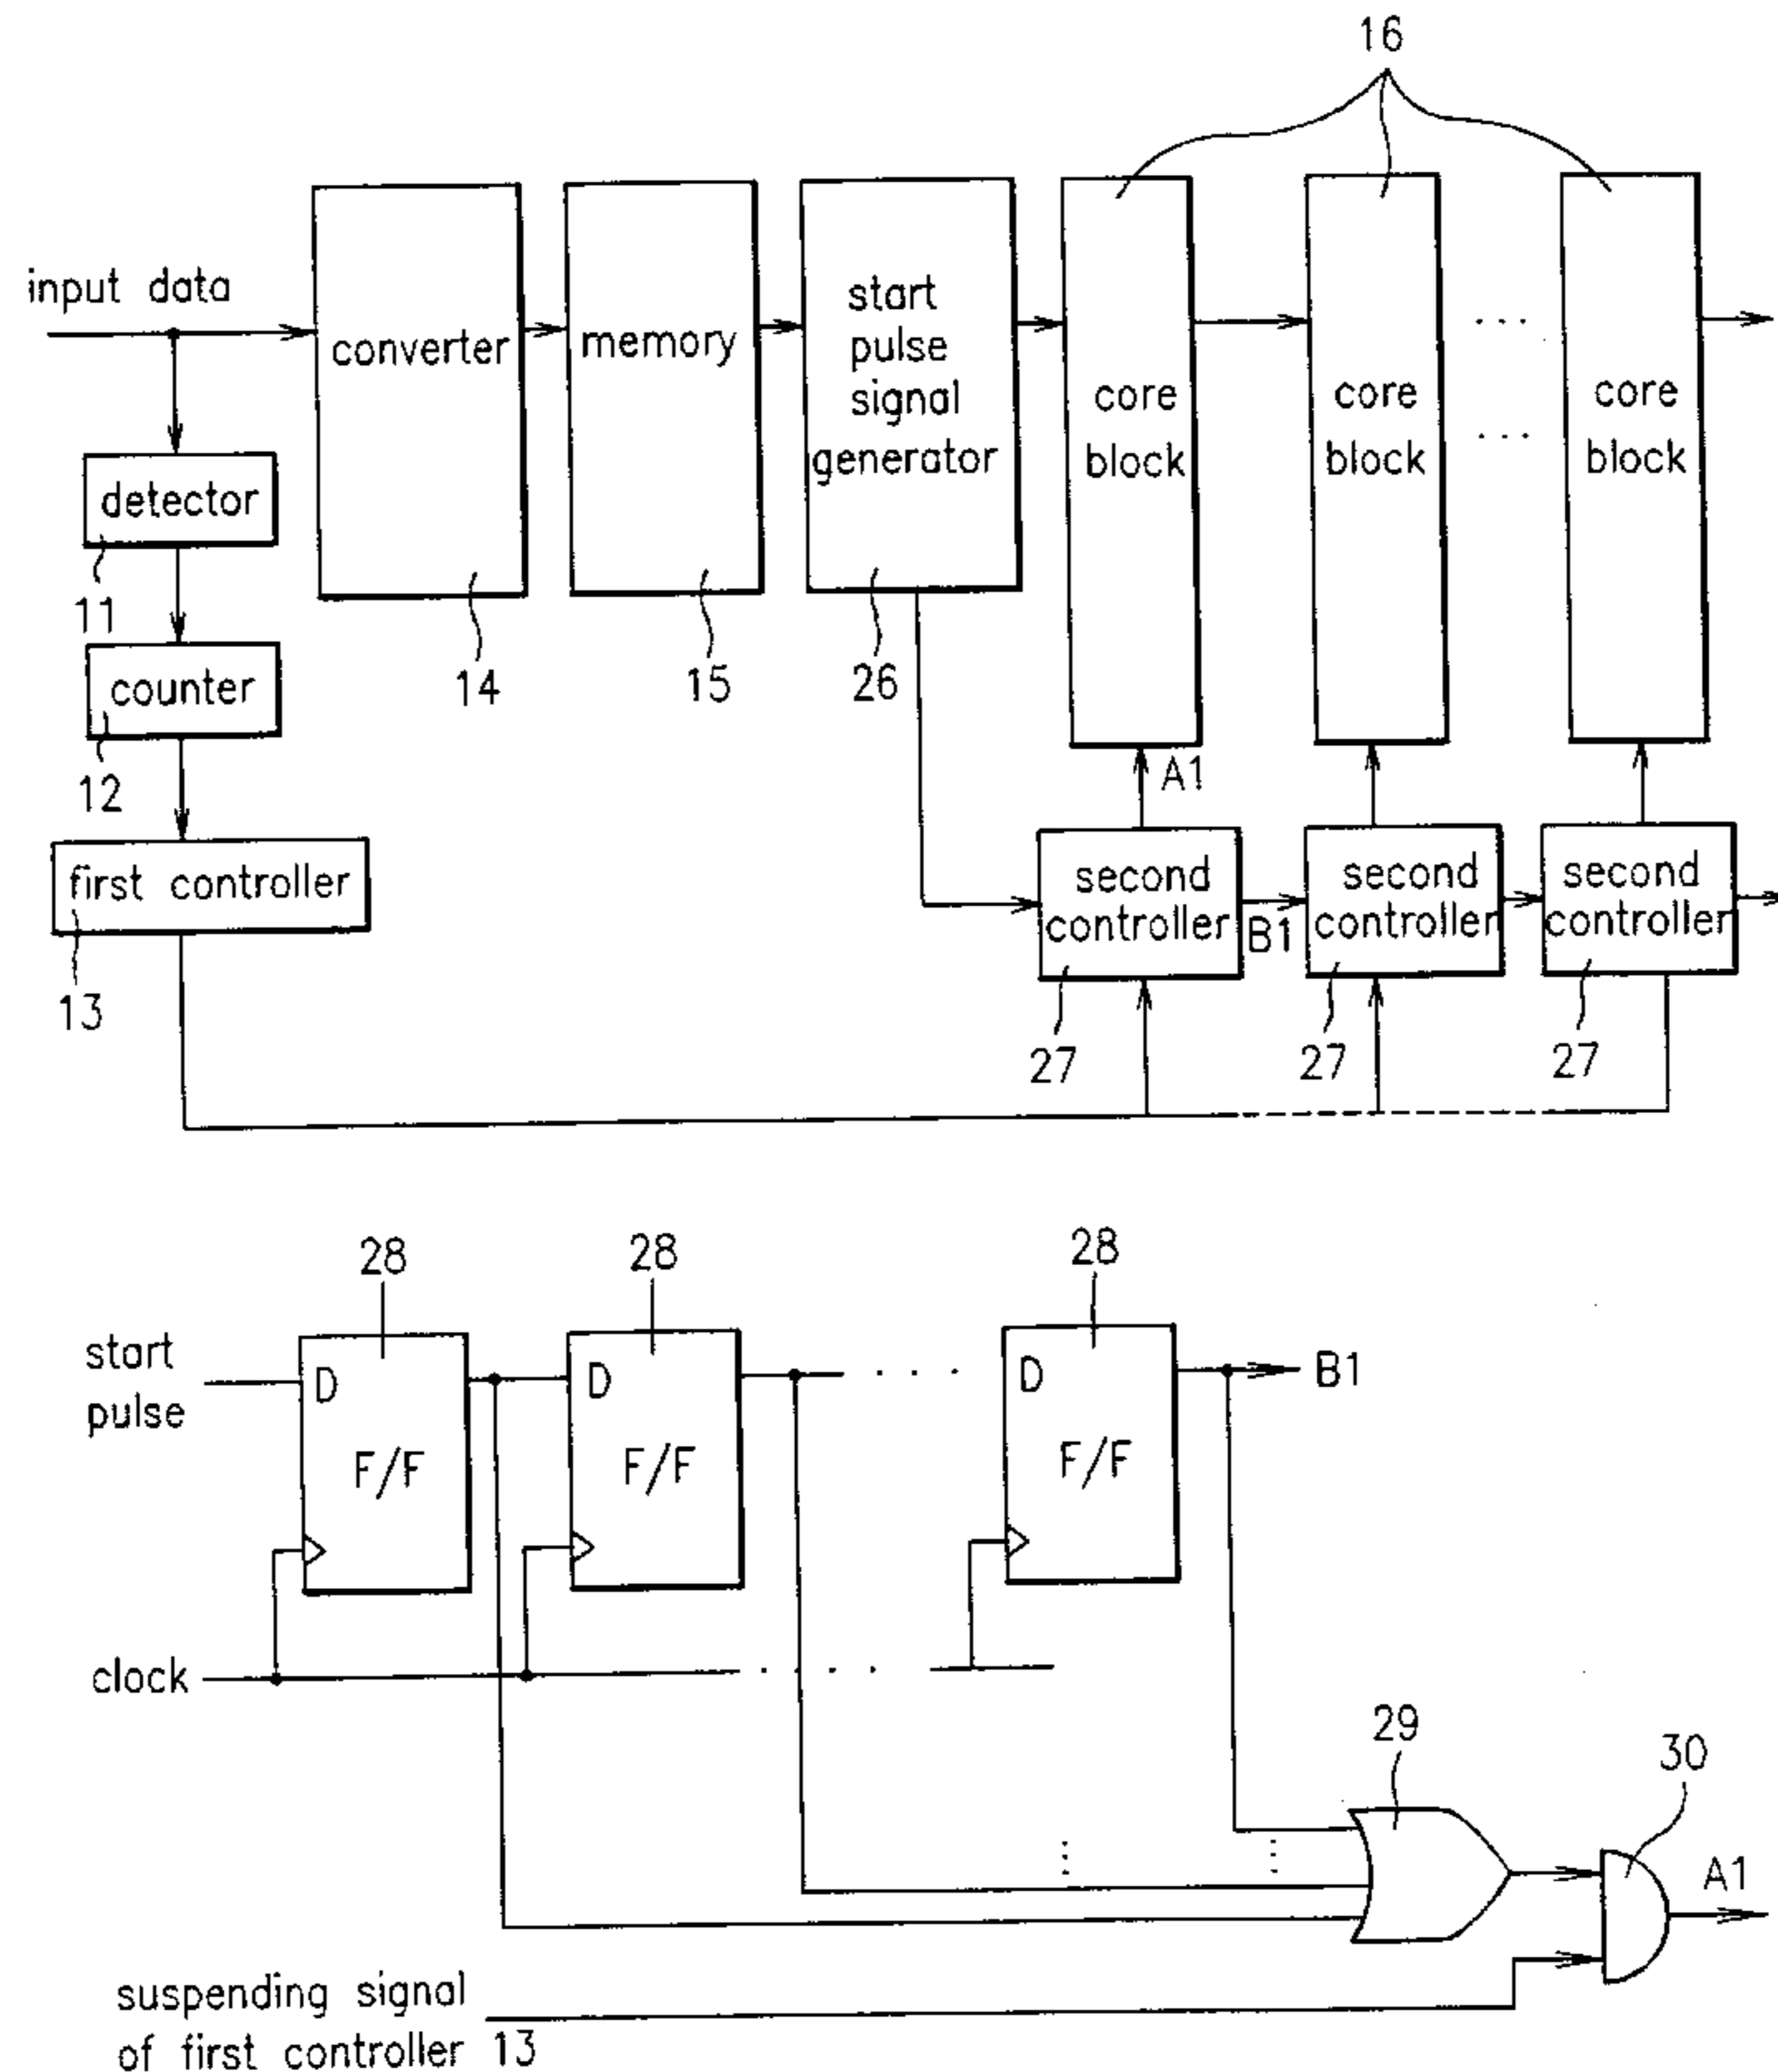 16
input data
converter
memory
start
pulse
signal
generator
core
block
core
block
core
block
...
...
detector
11
counter
12
first controller
13
14
15
26
A1
second
controller
B1
second
controller
second
controller
27
27
27
28
28
28
start
pulse
D
F/F
D
F/F
. . . .
D
F/F
B1
clock
. . . .
29
30
A1
suspending signal
of first controller 13